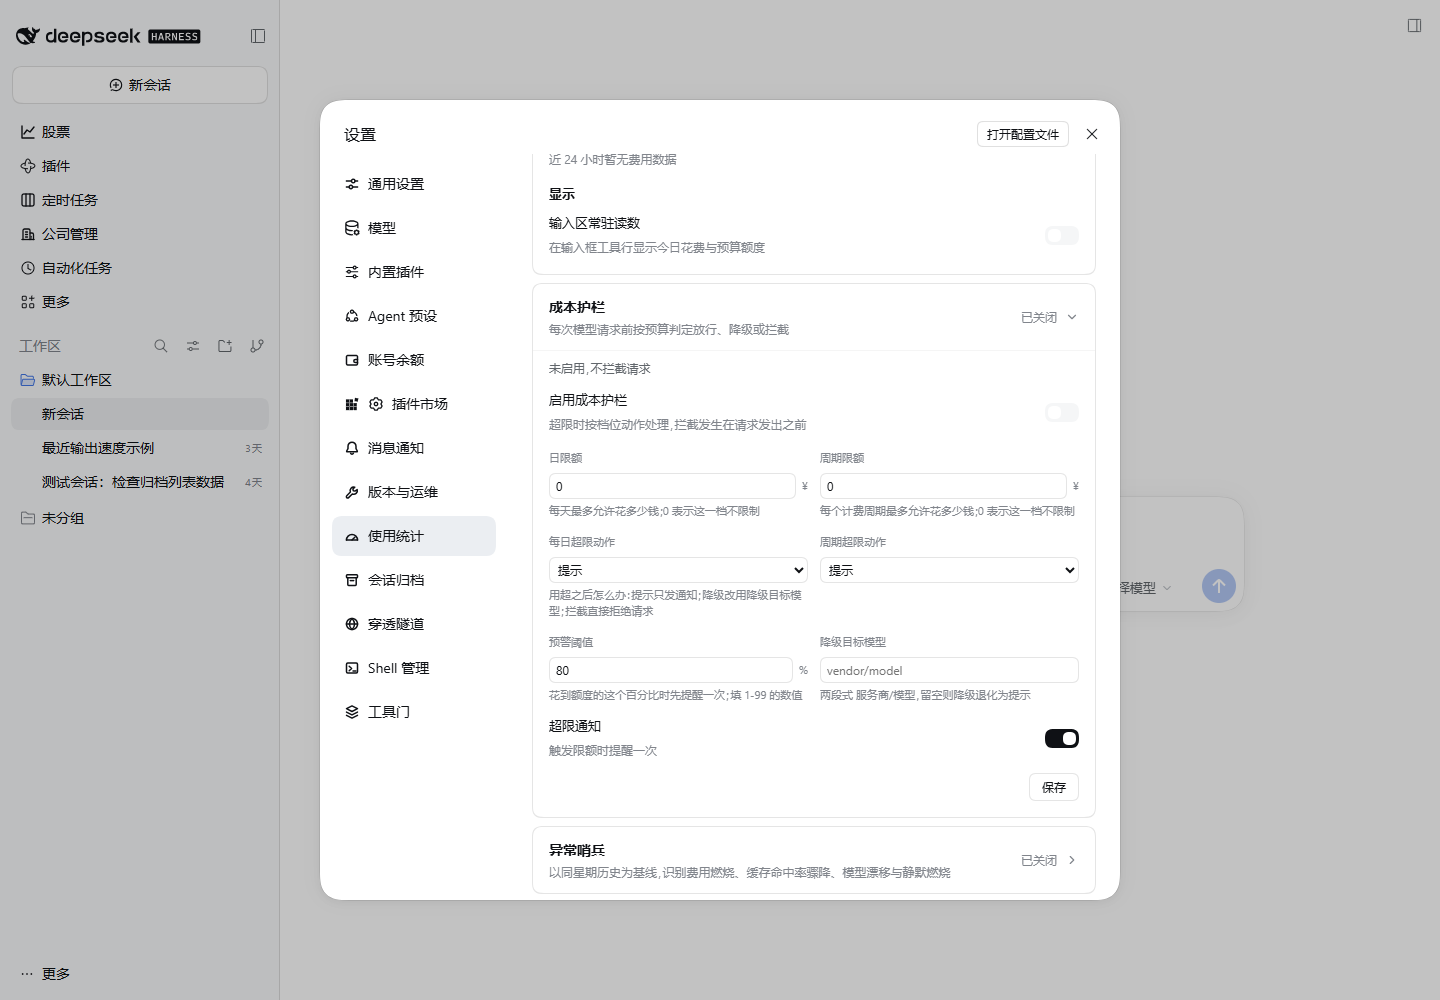 deepseek HARNESS
新会话
股票
插件
定时任务
公司管理
自动化任务
更多
工作区
默认工作区
新会话
最近输出速度示例 3天
测试会话：检查归档列表数据 4天
未分组
更多
设置
打开配置文件
通用设置
模型
内置插件
Agent 预设
账号余额
插件市场
消息通知
版本与运维
使用统计
会话归档
穿透隧道
Shell 管理
工具门
近 24 小时暂无费用数据
显示
输入区常驻读数
在输入框工具行显示今日花费与预算额度
成本护栏
每次模型请求前按预算判定放行、降级或拦截
已关闭
未启用,不拦截请求
启用成本护栏
超限时按档位动作处理,拦截发生在请求发出之前
日限额 周期限额
0 ¥ 0 ¥
每天最多允许花多少钱;0 表示这一档不限制 每个计费周期最多允许花多少钱;0 表示这一档不限制
每日超限动作 周期超限动作
提示 提示
用超之后怎么办:提示只发通知;降级改用降级目标模
型;拦截直接拒绝请求
预警阈值 降级目标模型
80 % vendor/model
花到额度的这个百分比时先提醒一次;填 1-99 的数值 两段式 服务商/模型,留空则降级退化为提示
超限通知
触发限额时提醒一次
保存
异常哨兵
以同星期历史为基线,识别费用燃烧、缓存命中率骤降、模型漂移与静默燃烧
已关闭
择模型